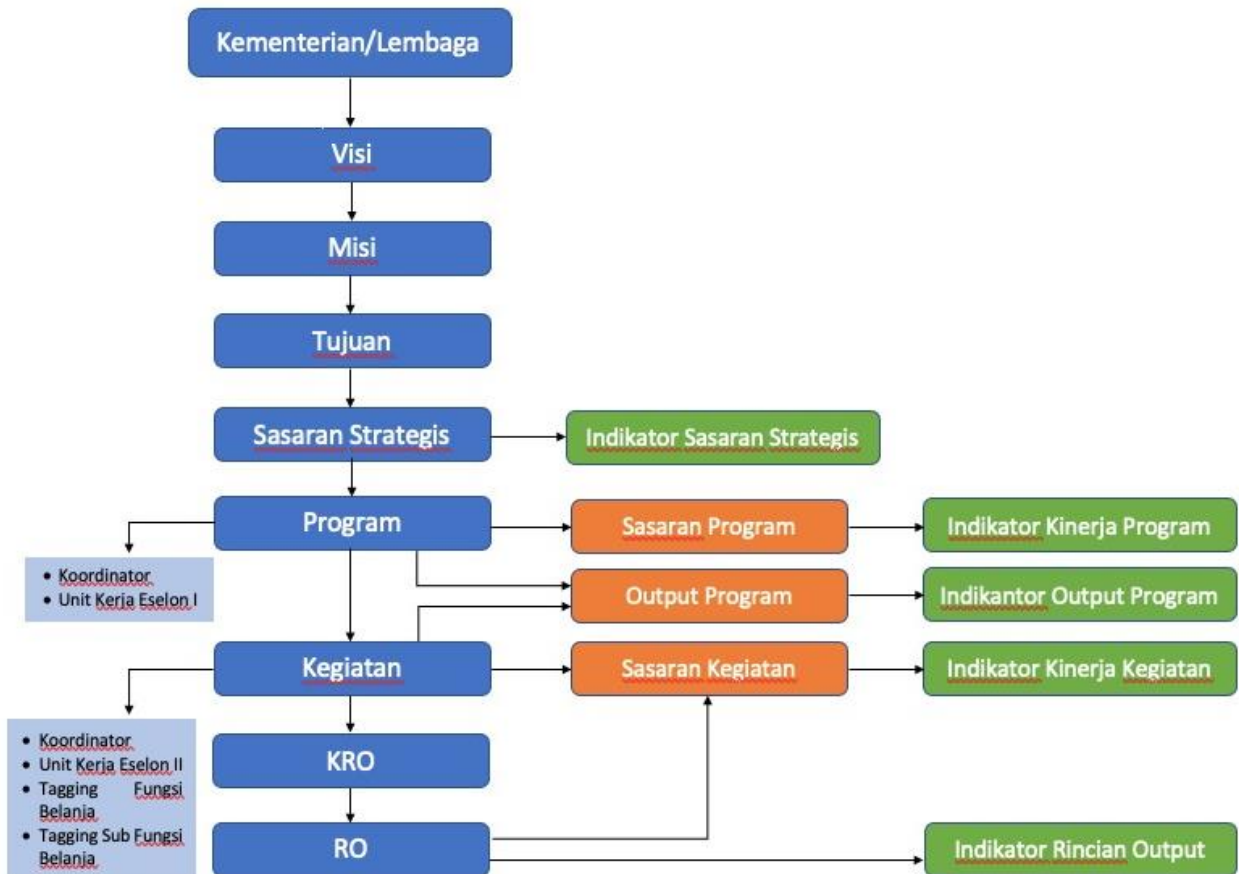 Kementerian/Lembaga
Visi
Misi
Tujuan
Sasaran Strategis
Indikator Sasaran Strategis
Program
Sasaran Program
Indikator Kinerja Program
• Koordinator
• Unit Kerja Eselon I
Output Program
Indikantor Output Program
Kegiatan
Sasaran Kegiatan
Indikator Kinerja Kegiatan
• Koordinator
• Unit Kerja Eselon II
• Tagging Fungsi
Belanja
• Tagging Sub Fungsi
Belanja
KRO
RO
Indikator Rincian Output